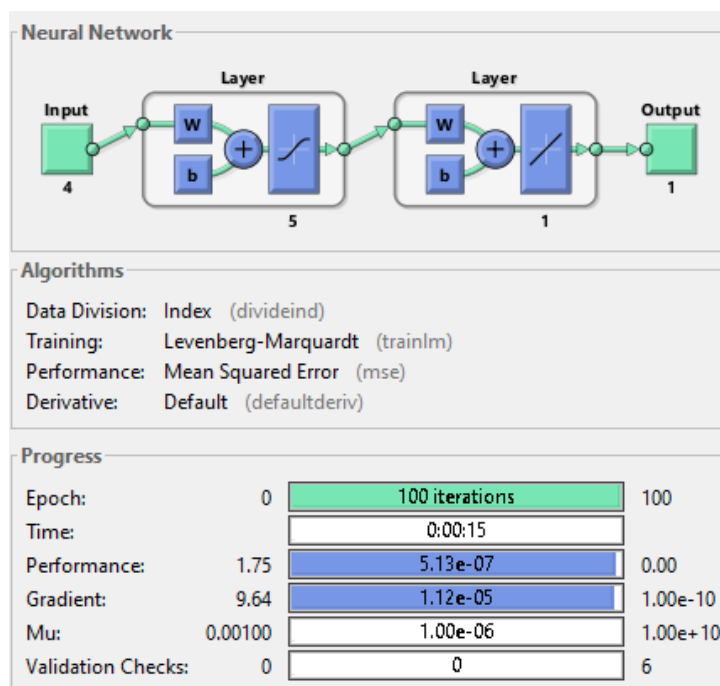 Neural Network
Layer Layer
Input Output
W W
b b
4 1
5 1
Algorithms
Data Division: Index (divideind)
Training: Levenberg-Marquardt (trainlm)
Performance: Mean Squared Error (mse)
Derivative: Default (defaultderiv)
Progress
Epoch: 0 100 iterations 100
Time: 0:00:15
Performance: 1.75 5.13e-07 0.00
Gradient: 9.64 1.12e-05 1.00e-10
Mu: 0.00100 1.00e-06 1.00e+10
Validation Checks: 0 0 6